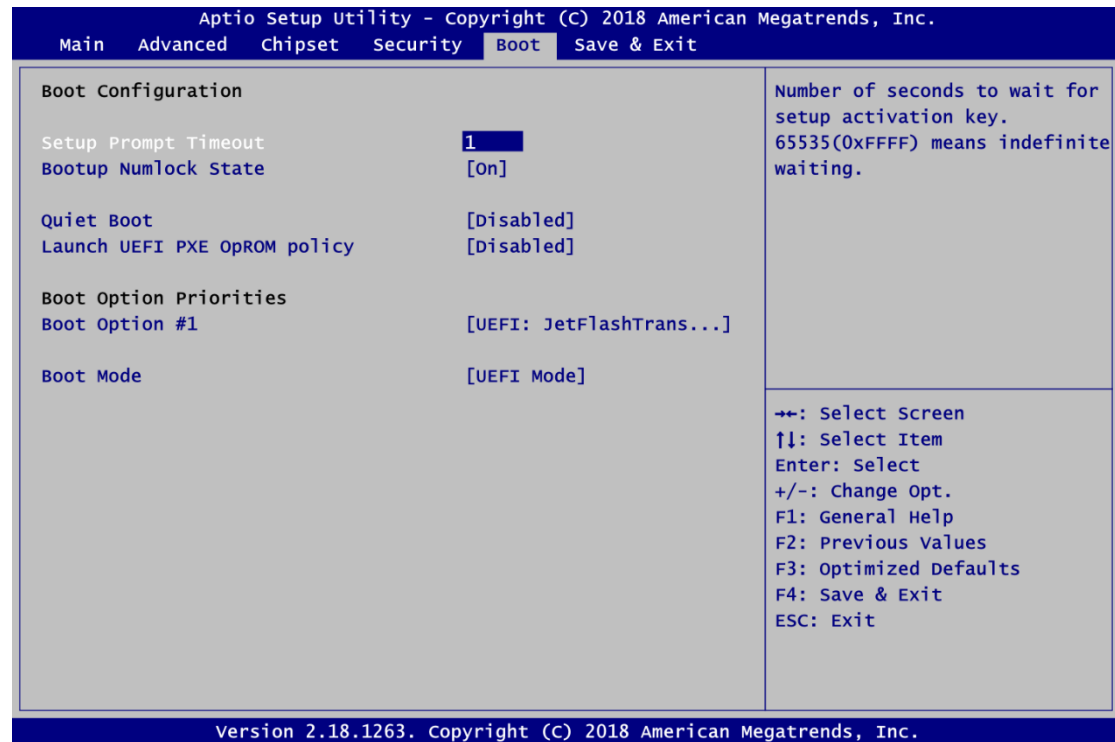 Aptio Setup Utility - Copyright (C) 2018 American Megatrends, Inc.
Main Advanced Chipset Security Boot Save & Exit
Boot Configuration
Setup Prompt Timeout 1
Bootup Numlock State [On]
Quiet Boot [Disabled]
Launch UEFI PXE OpROM policy [Disabled]
Boot Option Priorities
Boot Option #1 [UEFI: JetFlashTrans...]
Boot Mode [UEFI Mode]
Number of seconds to wait for
setup activation key.
65535(0xFFFF) means indefinite
waiting.
→←: Select Screen
↑↓: Select Item
Enter: Select
+/-: Change Opt.
F1: General Help
F2: Previous Values
F3: Optimized Defaults
F4: Save & Exit
ESC: Exit
Version 2.18.1263. Copyright (C) 2018 American Megatrends, Inc.